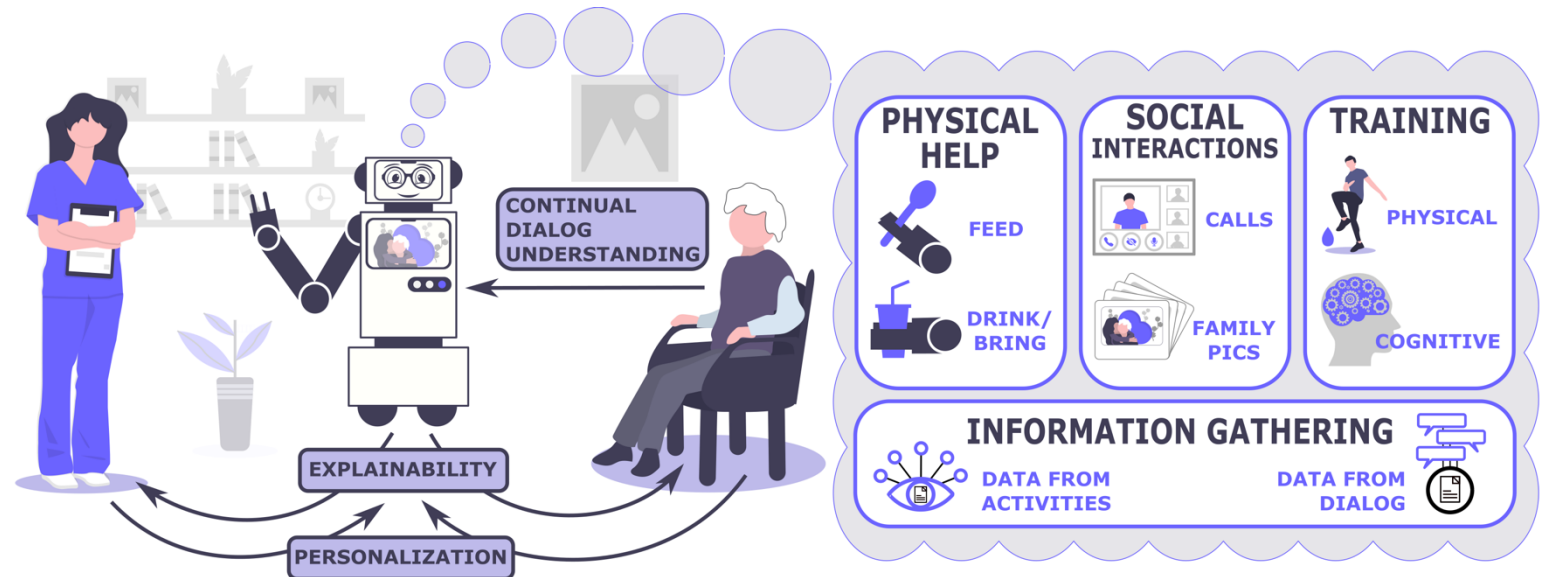 CONTINUAL
DIALOG
UNDERSTANDING
EXPLAINABILITY
PERSONALIZATION
PHYSICAL
HELP
FEED
DRINK/
BRING
SOCIAL
INTERACTIONS
CALLS
FAMILY
PICS
TRAINING
PHYSICAL
COGNITIVE
INFORMATION GATHERING
DATA FROM
ACTIVITIES
DATA FROM
DIALOG